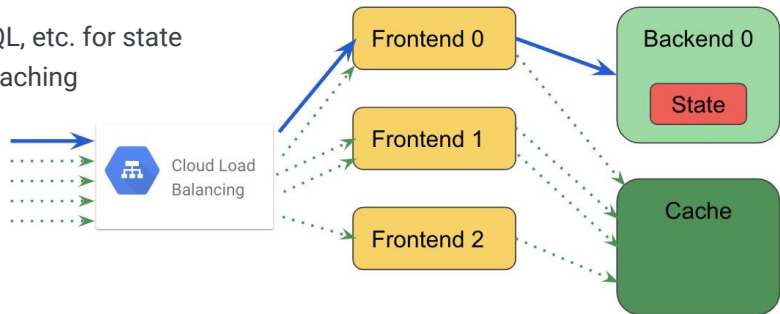 QL, etc. for state
aching
Cloud Load
Balancing
Frontend 0
Frontend 1
Frontend 2
Backend 0
State
Cache